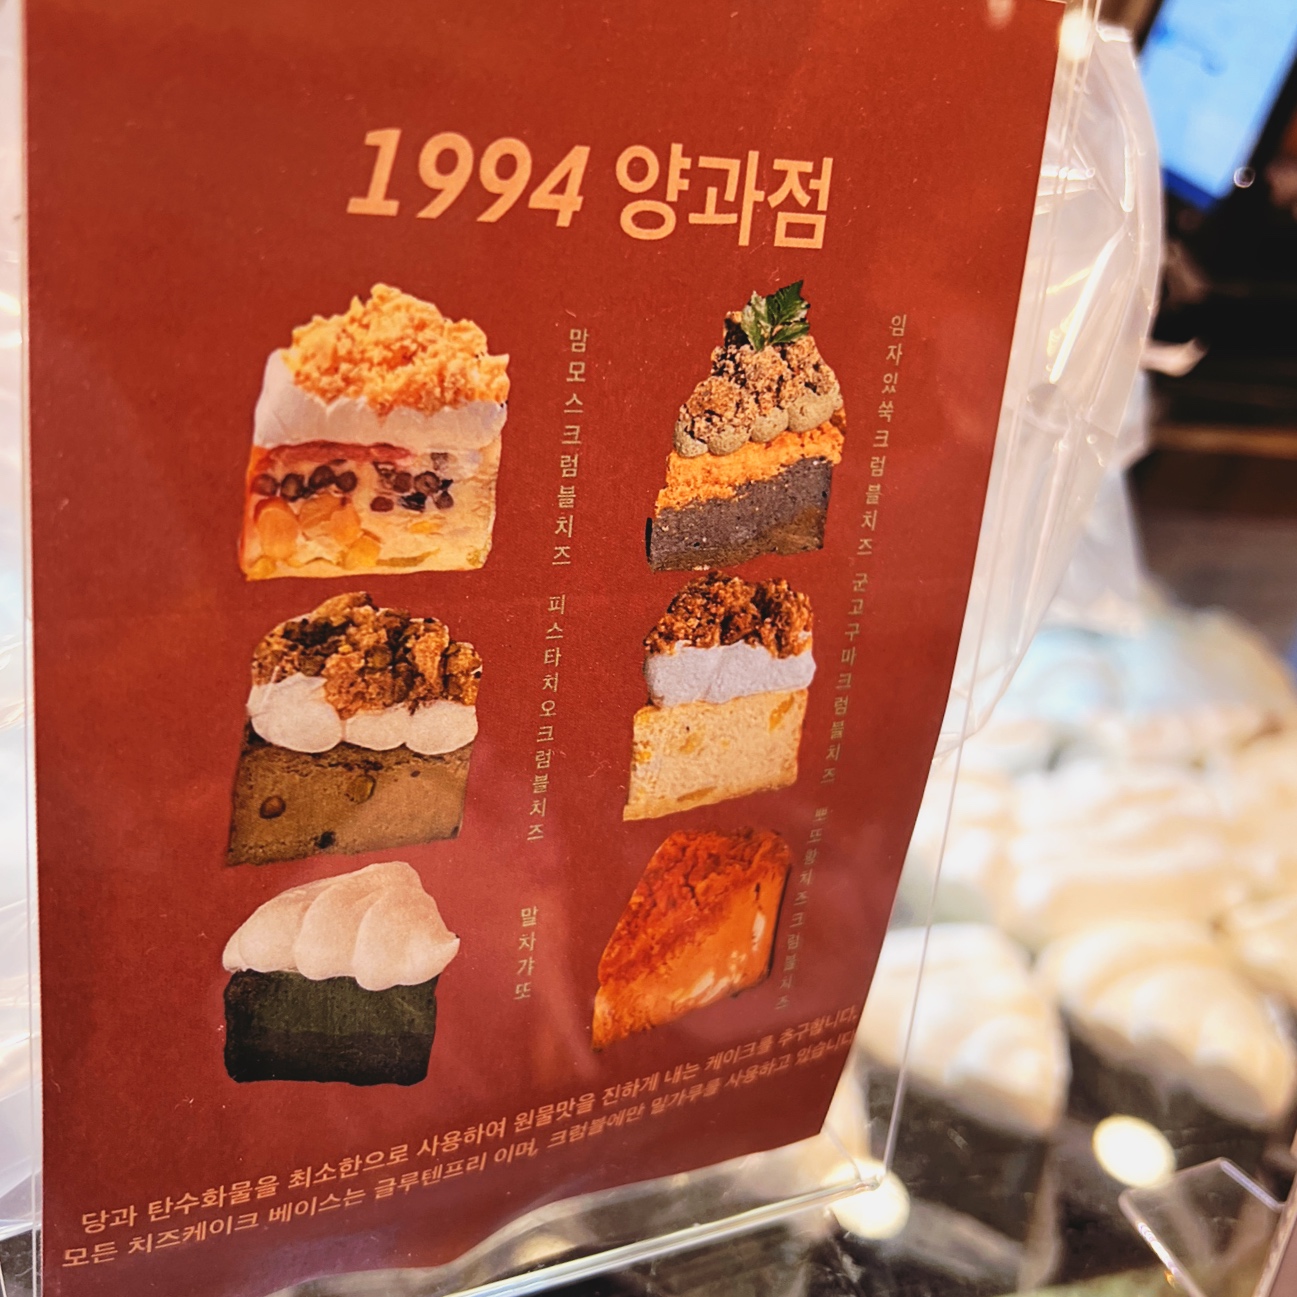 1994 양과점
맘모스크럼블치즈
임자있쑥크럼블치즈
피스타치오크럼블치즈
군고구마크럼블치즈
말차갸또
뽀또랑치즈크럼블치즈
당과 탄수화물을 최소한으로 사용하여 원물맛을 진하게 내는 케이크를 추구합니다.
모든 치즈케이크 베이스는 글루텐프리 이며, 크럼블에만 밀가루를 사용하고 있습니다.